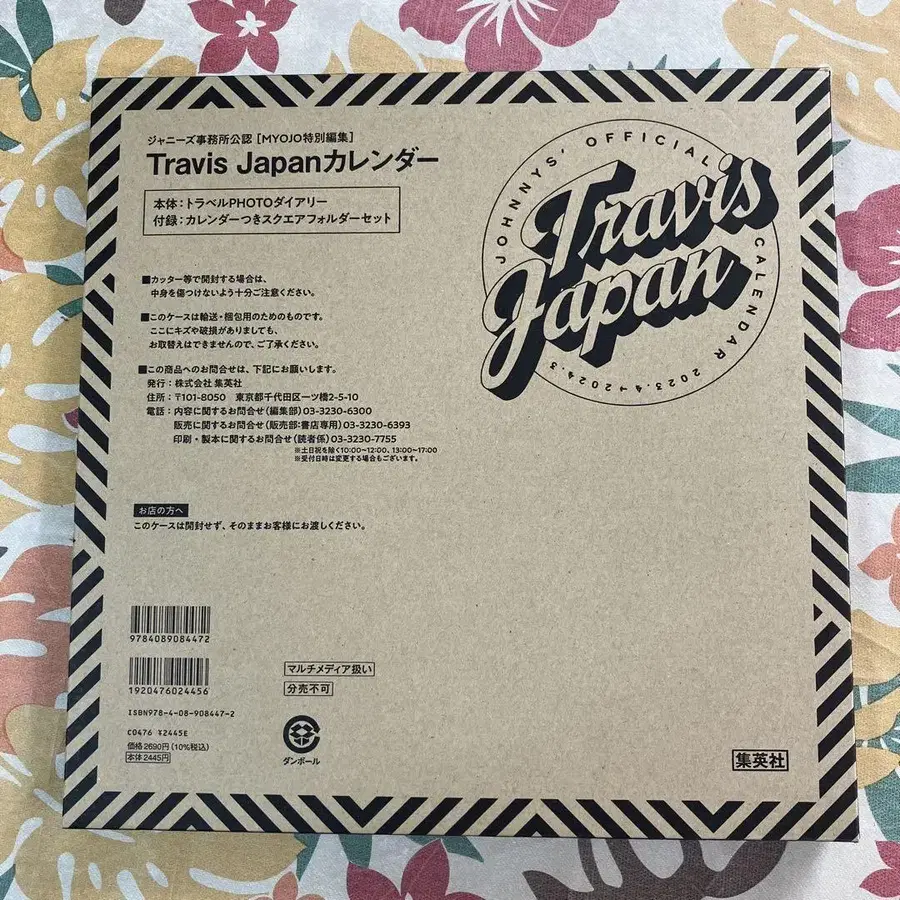 ジャニーズ事務所公認［MYOJO特別編集］
Travis Japanカレンダー
本体：トラベルPHOTOダイアリー
付録：カレンダーつきスクエアフォルダーセット
JOHNNYS' OFFICIAL
CALENDAR 2023.4→2024.3
Travis
Japan
■カッター等で開封する場合は、
中身を傷つけないよう十分ご注意ください。
■このケースは輸送・梱包用のためのものです。
ここにキズや破損がありましても、
お取替えはできませんので、ご了承ください。
■この商品へのお問合せは、下記にお願いします。
発行：株式会社 集英社
住所：〒101-8050 東京都千代田区一ツ橋2-5-10
電話：内容に関するお問合せ（編集部）03-3230-6300
販売に関するお問合せ（販売部：書店専用）03-3230-6393
印刷・製本に関するお問合せ（読者係）03-3230-7755
※土日祝を除く10:00〜12:00、13:00〜17:00
※受付日時は変更する場合もございます。
お店の方へ
このケースは開封せず、そのままお客様にお渡しください。
9784089084472
1920476024456
マルチメディア扱い
分売不可
ISBN978-4-08-908447-2
C0476 ¥2445E
価格 2690円（10%税込）
本体 2445円
ダンボール
集英社